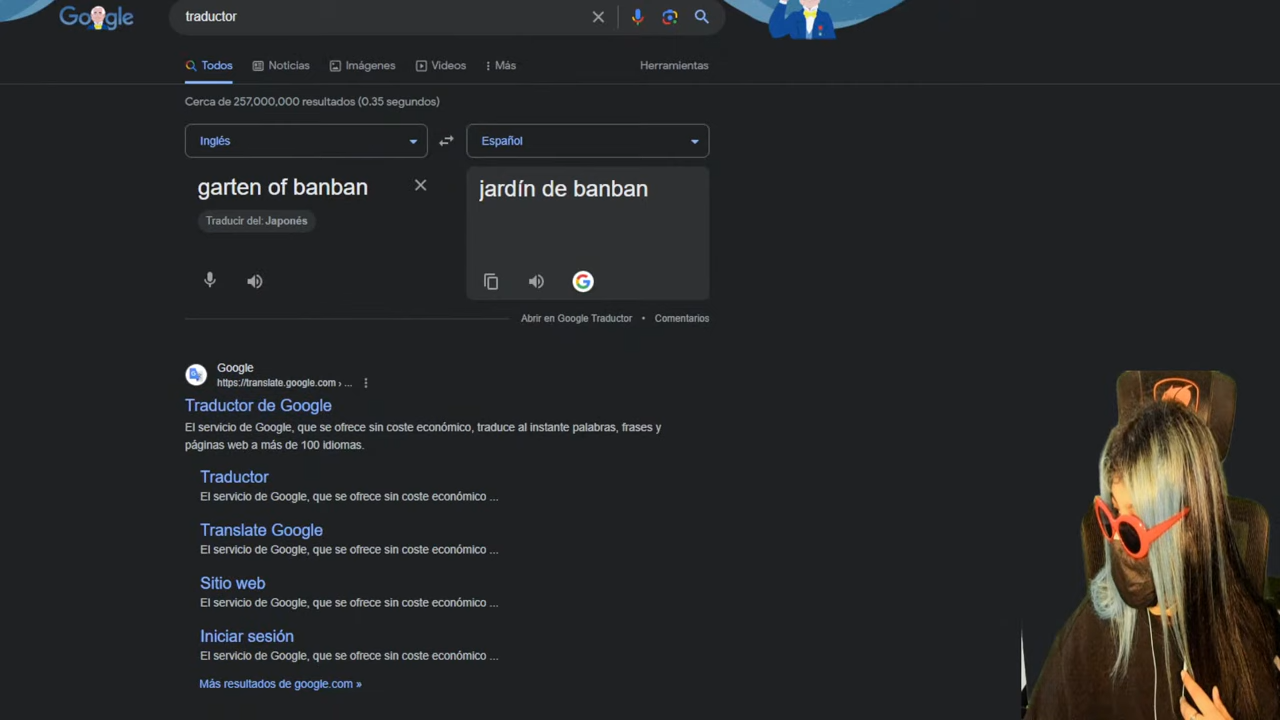 Google
traductor
Todos Noticias Imágenes Videos Más Herramientas
Cerca de 257,000,000 resultados (0.35 segundos)
Inglés Español
garten of banban jardín de banban
Traducir del: Japonés
Abrir en Google Traductor • Comentarios
Google
https://translate.google.com › ...
Traductor de Google
El servicio de Google, que se ofrece sin coste económico, traduce al instante palabras, frases y
páginas web a más de 100 idiomas.
Traductor
El servicio de Google, que se ofrece sin coste económico ...
Translate Google
El servicio de Google, que se ofrece sin coste económico ...
Sitio web
El servicio de Google, que se ofrece sin coste económico ...
Iniciar sesión
El servicio de Google, que se ofrece sin coste económico ...
Más resultados de google.com »